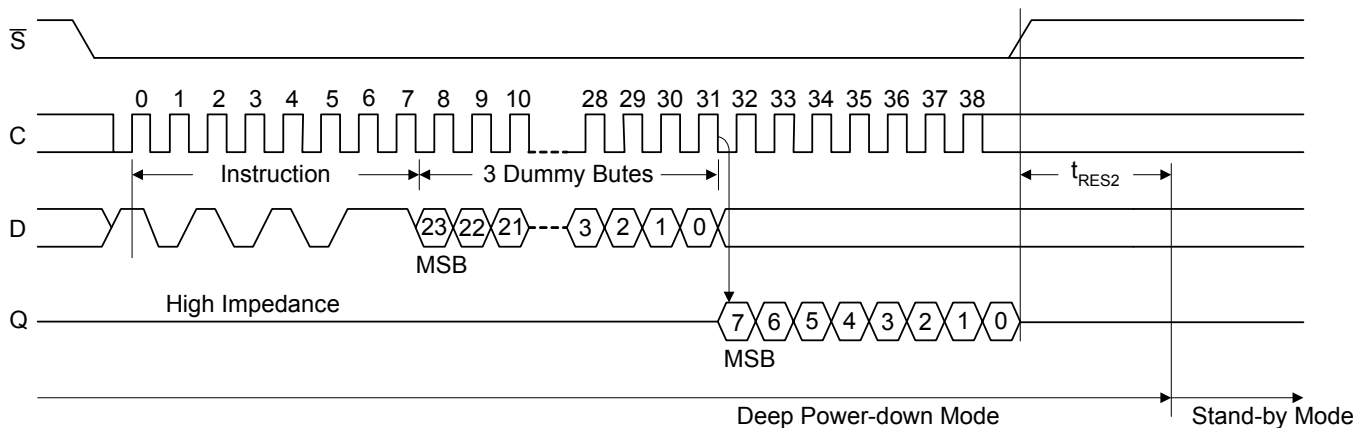 S
0 1 2 3 4 5 6 7 8 9 10 28 29 30 31 32 33 34 35 36 37 38
C
Instruction 3 Dummy Butes tRES2
D 23 22 21 3 2 1 0
MSB
High Impedance
Q 7 6 5 4 3 2 1 0
MSB
Deep Power-down Mode Stand-by Mode